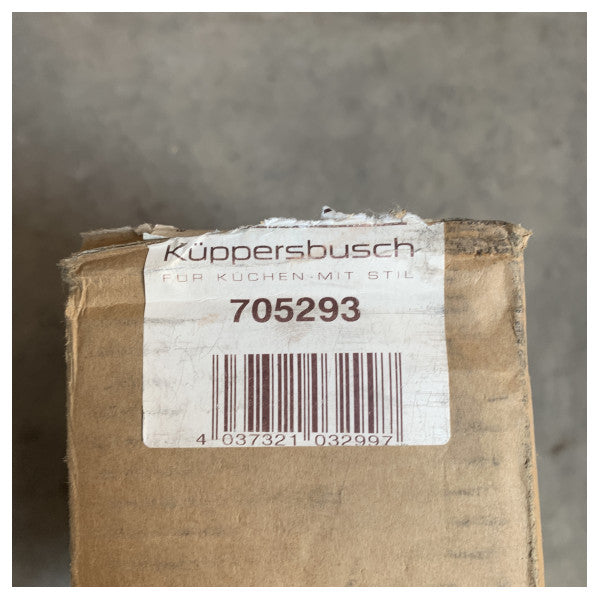 Küppersbusch
FÜR KÜCHEN·MIT STIL
705293
4 037321 032997